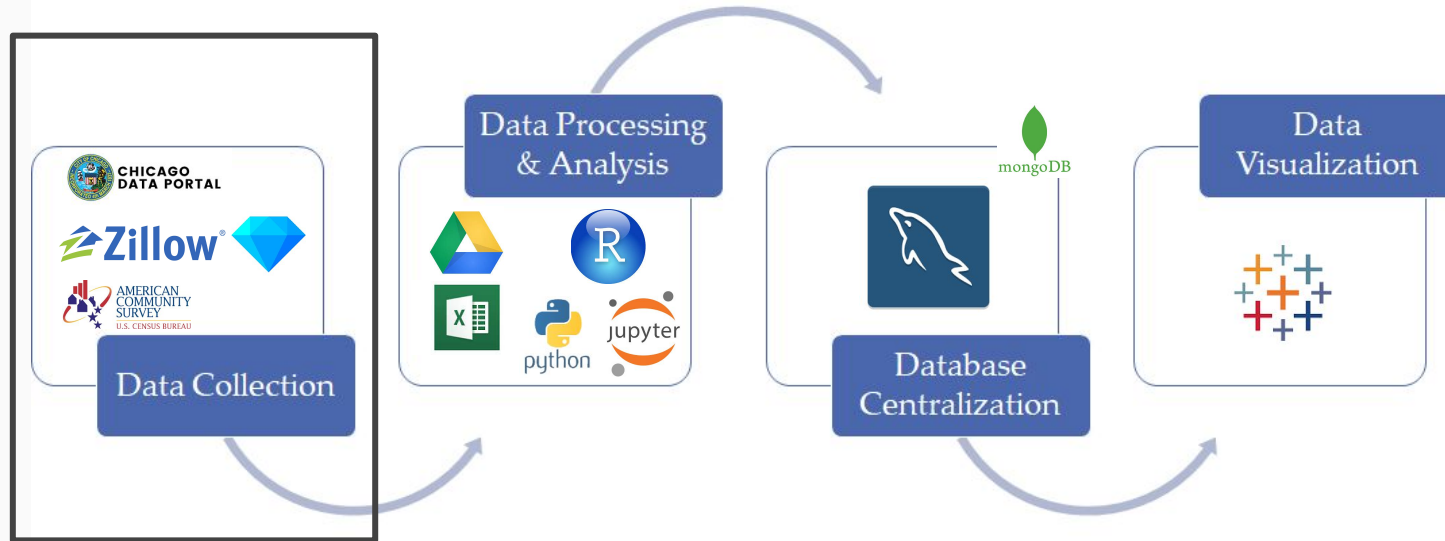 CHICAGO
DATA PORTAL
Zillow®
AMERICAN
COMMUNITY
SURVEY
U.S. CENSUS BUREAU
Data Collection
Data Processing
& Analysis
R
X
python
jupyter
mongoDB
Database
Centralization
Data
Visualization